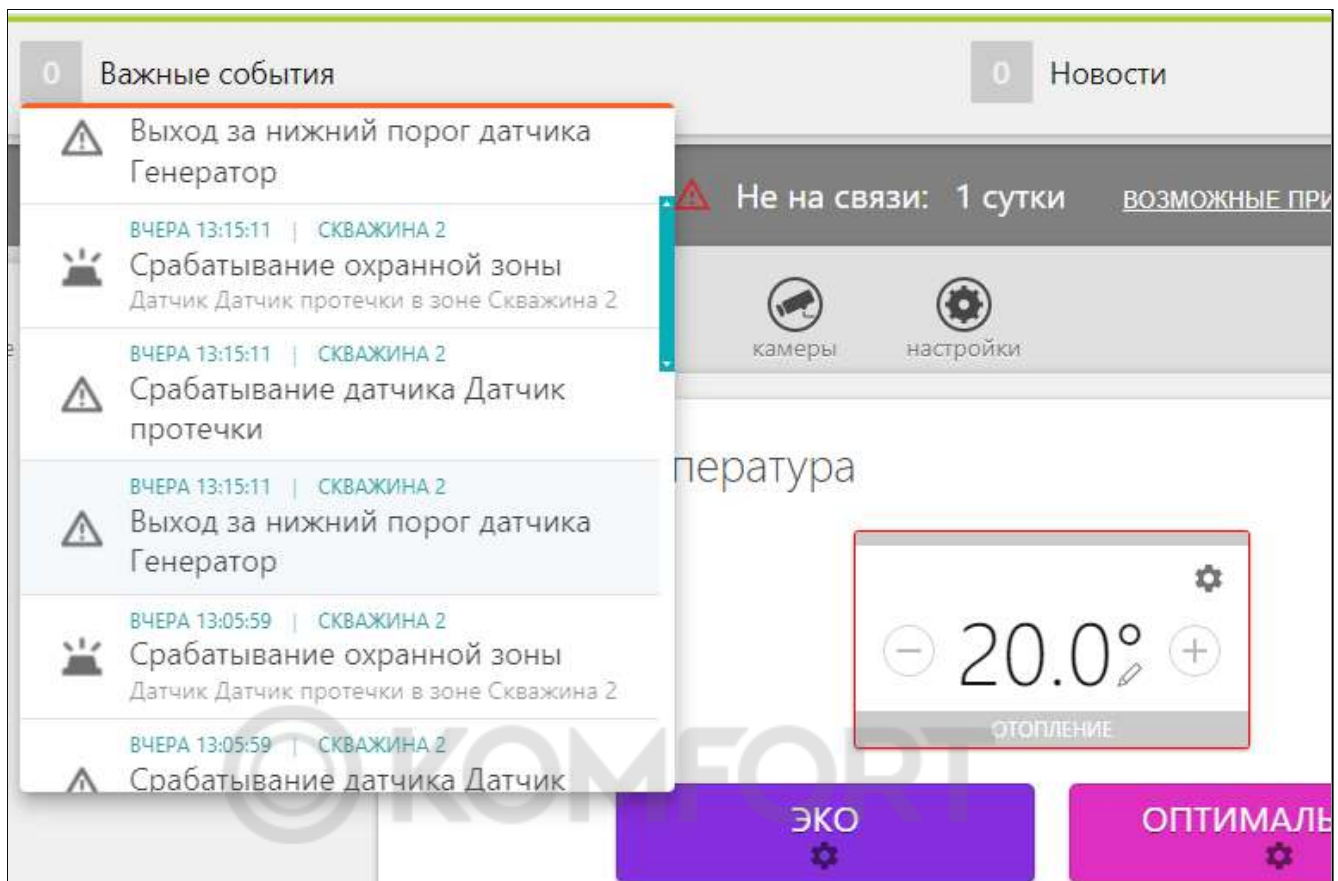 0 Важные события
0 Новости
Выход за нижний порог датчика
Генератор
Не на связи: 1 сутки
ВОЗМОЖНЫЕ ПРИ
ВЧЕРА 13:15:11 | СКВАЖИНА 2
Срабатывание охранной зоны
Датчик Датчик протечки в зоне Скважина 2
камеры
настройки
ВЧЕРА 13:15:11 | СКВАЖИНА 2
Срабатывание датчика Датчик
протечки
пература
ВЧЕРА 13:15:11 | СКВАЖИНА 2
Выход за нижний порог датчика
Генератор
20.0°
ОТОПЛЕНИЕ
ВЧЕРА 13:05:59 | СКВАЖИНА 2
Срабатывание охранной зоны
Датчик Датчик протечки в зоне Скважина 2
ВЧЕРА 13:05:59 | СКВАЖИНА 2
Срабатывание датчика Датчик
KOMFORT
ЭКО
ОПТИМАЛЬ